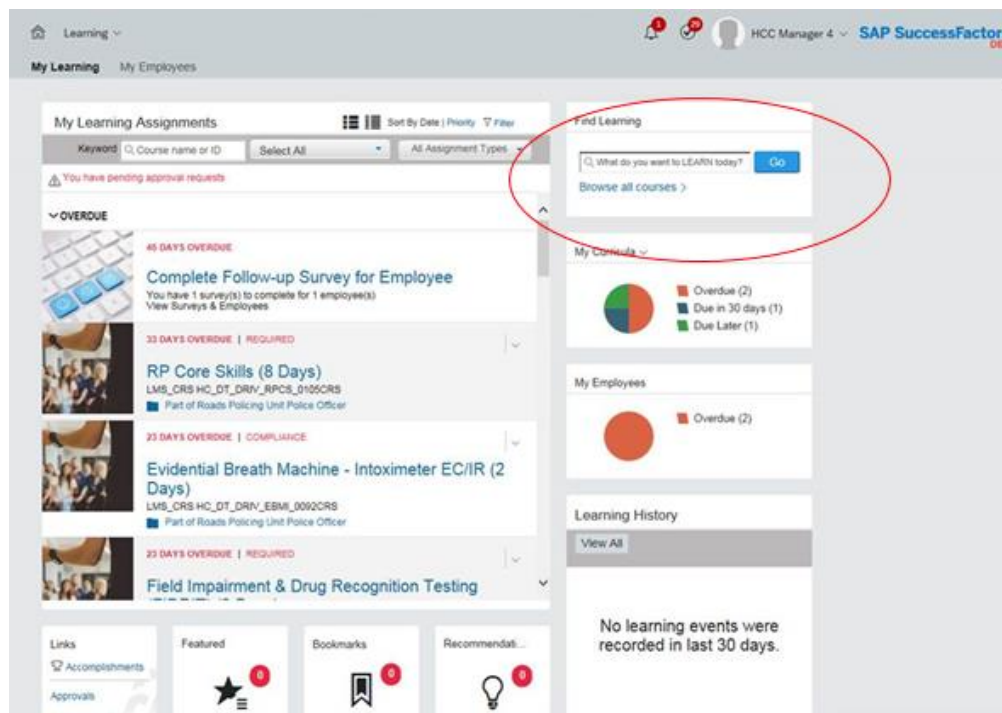 Learning
1
29
HCC Manager 4
SAP SuccessFactor
My Learning
My Employees
My Learning Assignments
Sort By Date | Priority
Filter
Keyword
Course name or ID
Select All
All Assignment Types
You have pending approval requests
OVERDUE
45 DAYS OVERDUE
Complete Follow-up Survey for Employee
You have 1 survey(s) to complete for 1 employee(s)
View Surveys & Employees
33 DAYS OVERDUE | REQUIRED
RP Core Skills (8 Days)
LMS_CRS HC_DT_DRIV_RPCS_0105CRS
Part of Roads Policing Unit Police Officer
23 DAYS OVERDUE | COMPLIANCE
Evidential Breath Machine - Intoximeter EC/IR (2
Days)
LMS_CRS HC_DT_DRIV_EBMI_0092CRS
Part of Roads Policing Unit Police Officer
23 DAYS OVERDUE | REQUIRED
Field Impairment & Drug Recognition Testing
Find Learning
What do you want to LEARN today?
Go
Browse all courses >
My Curricula
Overdue (2)
Due in 30 days (1)
Due Later (1)
My Employees
Overdue (2)
Learning History
View All
No learning events were
recorded in last 30 days.
Links
Accomplishments
Approvals
Featured
0
Bookmarks
0
Recommendati...
0